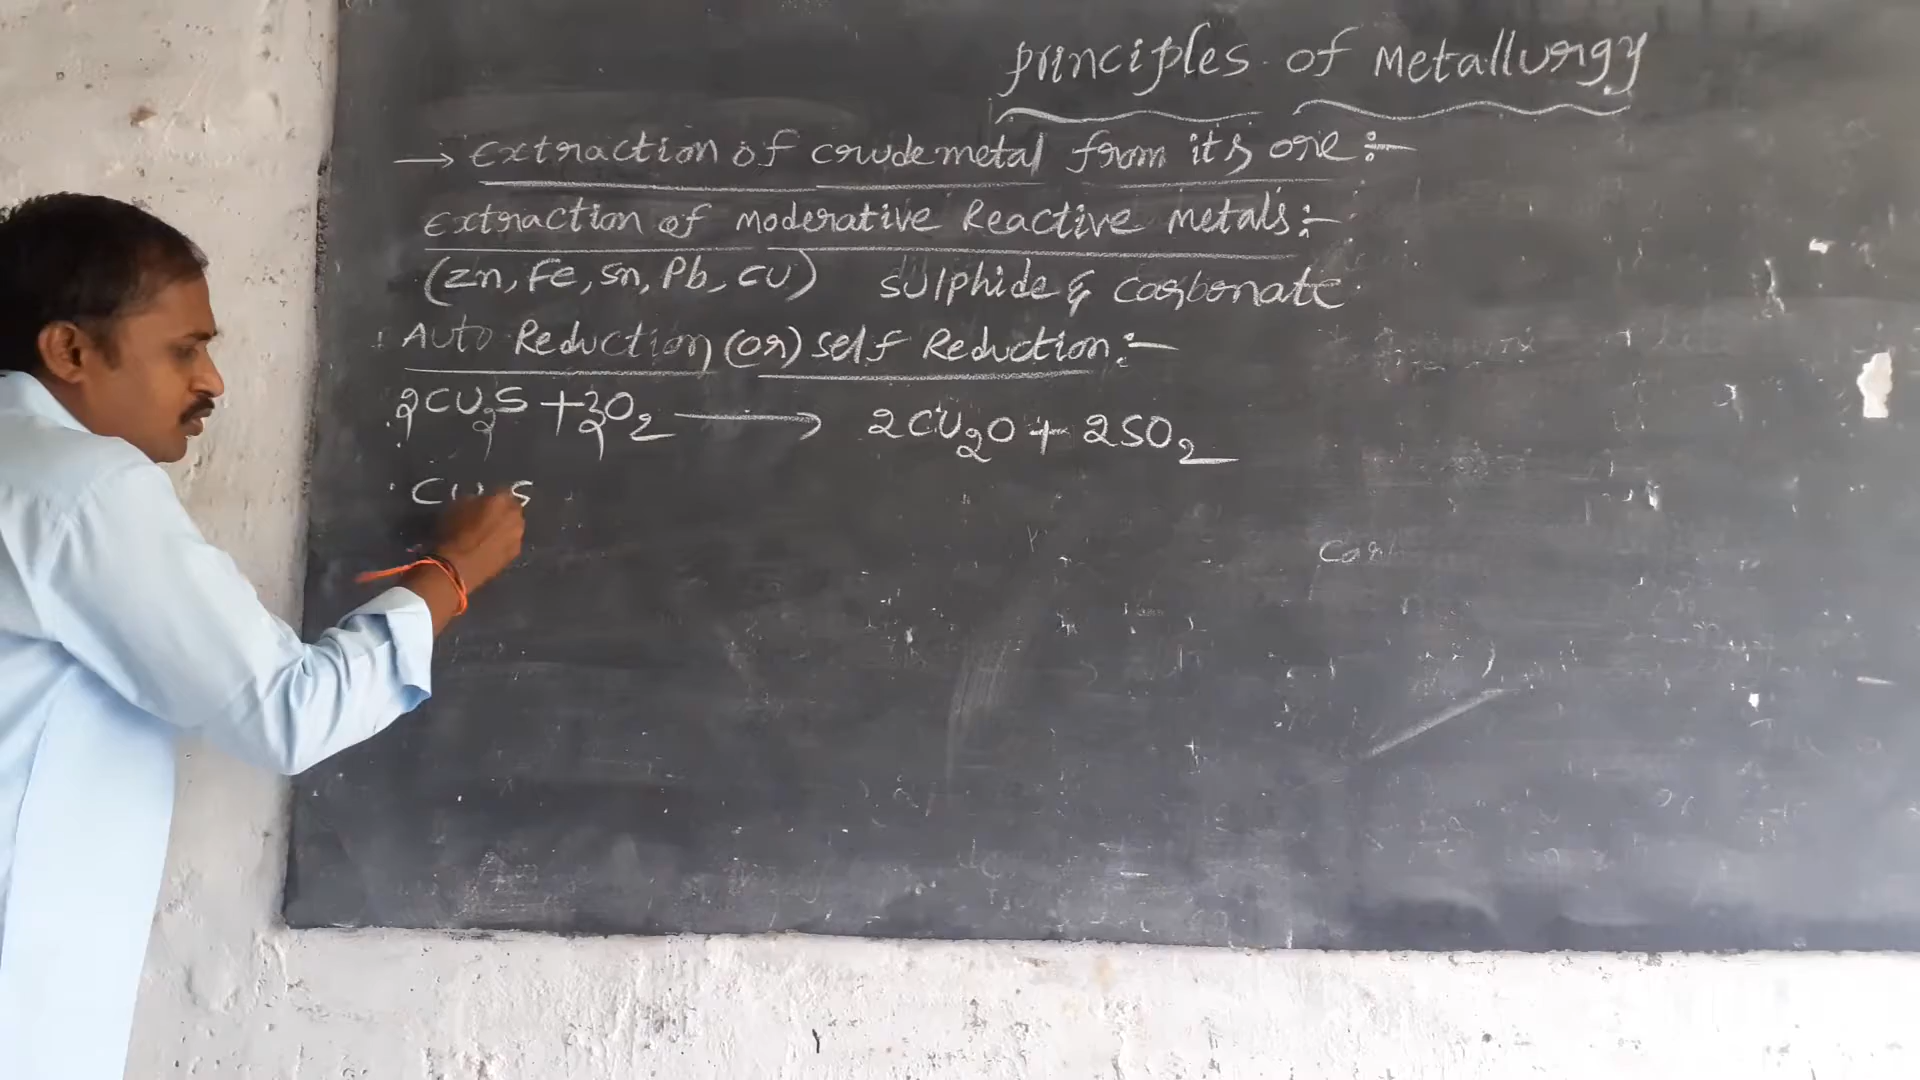 Principles of Metallurgy
→ Extraction of crude metal from its ore :-
Extraction of moderative Reactive metals :-
(Zn, Fe, Sn, Pb, Cu) sulphide & carbonate.
Auto Reduction (or) self Reduction :-
2Cu₂S + 3O₂ ⟶ 2Cu₂O + 2SO₂